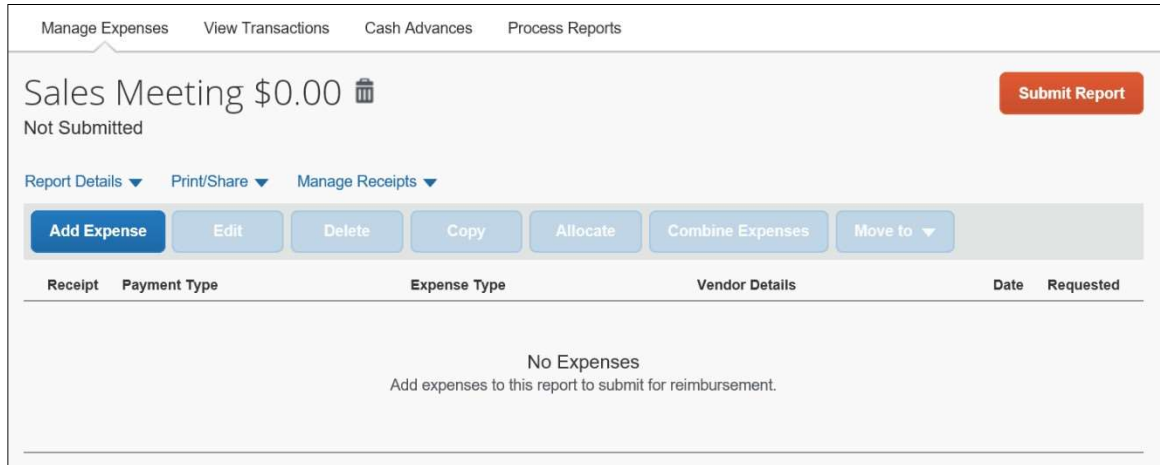 Manage Expenses View Transactions Cash Advances Process Reports
Sales Meeting $0.00
Submit Report
Not Submitted
Report Details Print/Share Manage Receipts
Add Expense Edit Delete Copy Allocate Combine Expenses Move to
Receipt Payment Type Expense Type Vendor Details Date Requested
No Expenses
Add expenses to this report to submit for reimbursement.